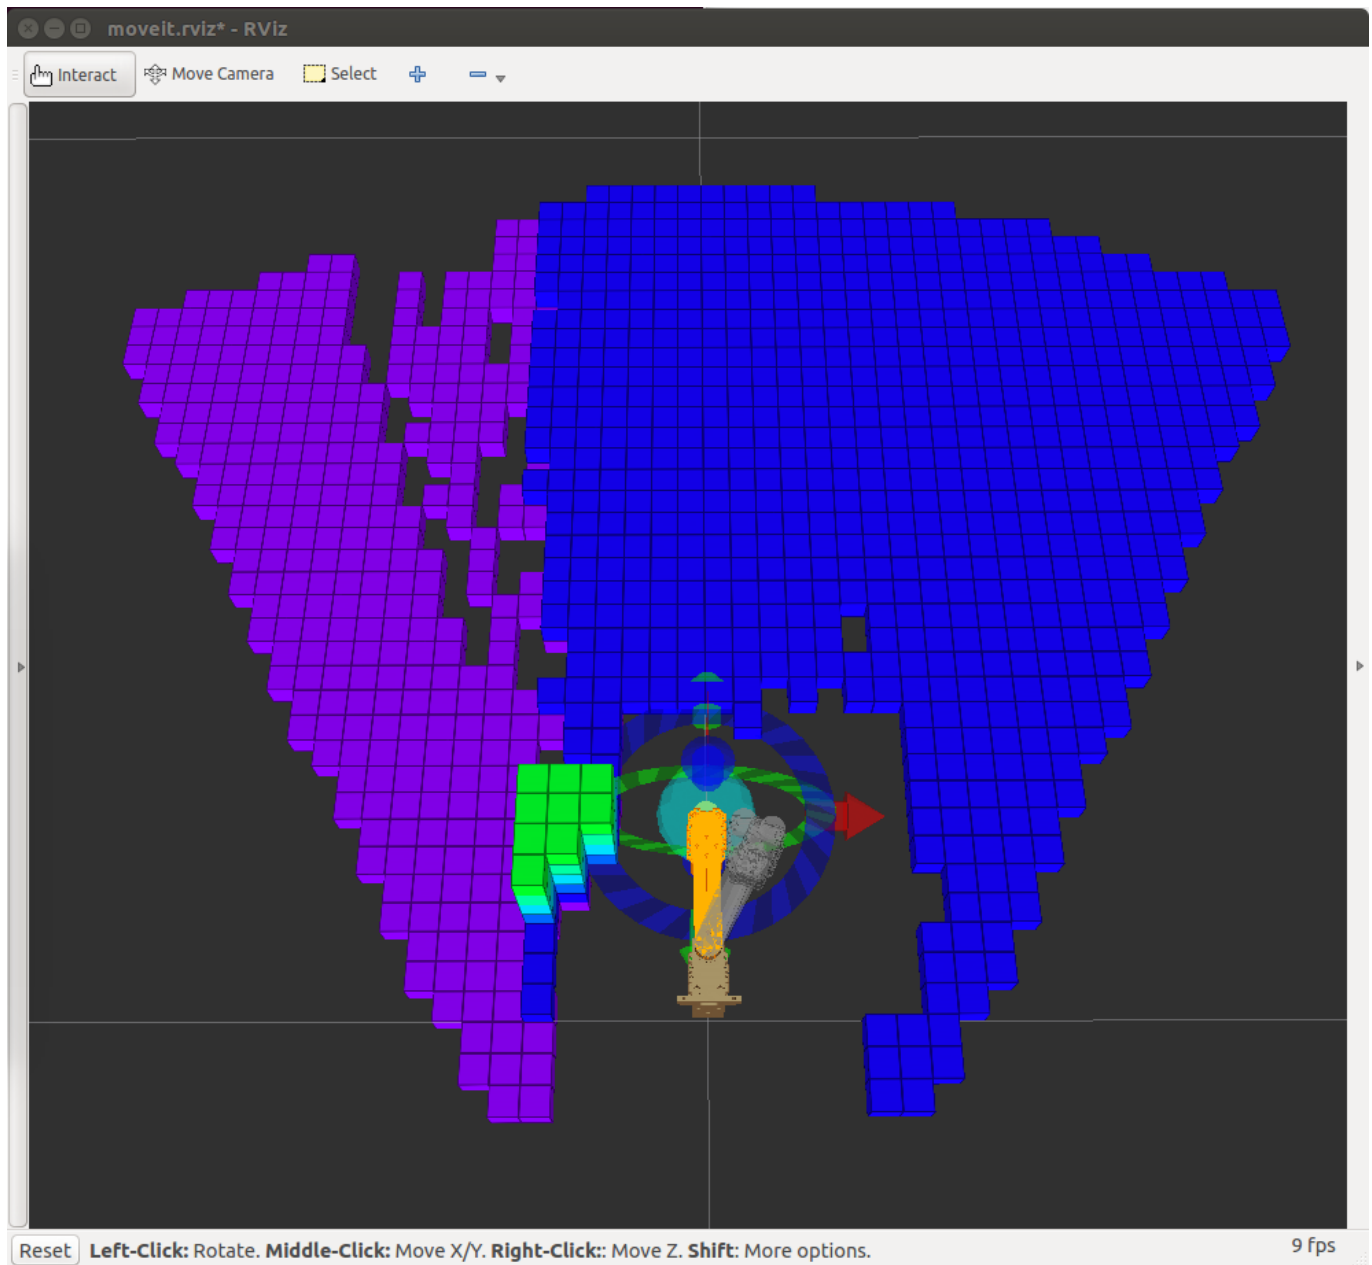 moveit.rviz* - RViz
Interact Move Camera Select
Reset Left-Click: Rotate. Middle-Click: Move X/Y. Right-Click:: Move Z. Shift: More options. 9 fps